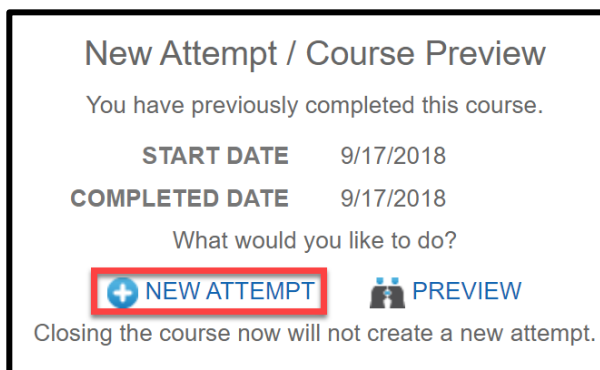 New Attempt / Course Preview
You have previously completed this course.
START DATE 9/17/2018
COMPLETED DATE 9/17/2018
What would you like to do?
NEW ATTEMPT PREVIEW
Closing the course now will not create a new attempt.